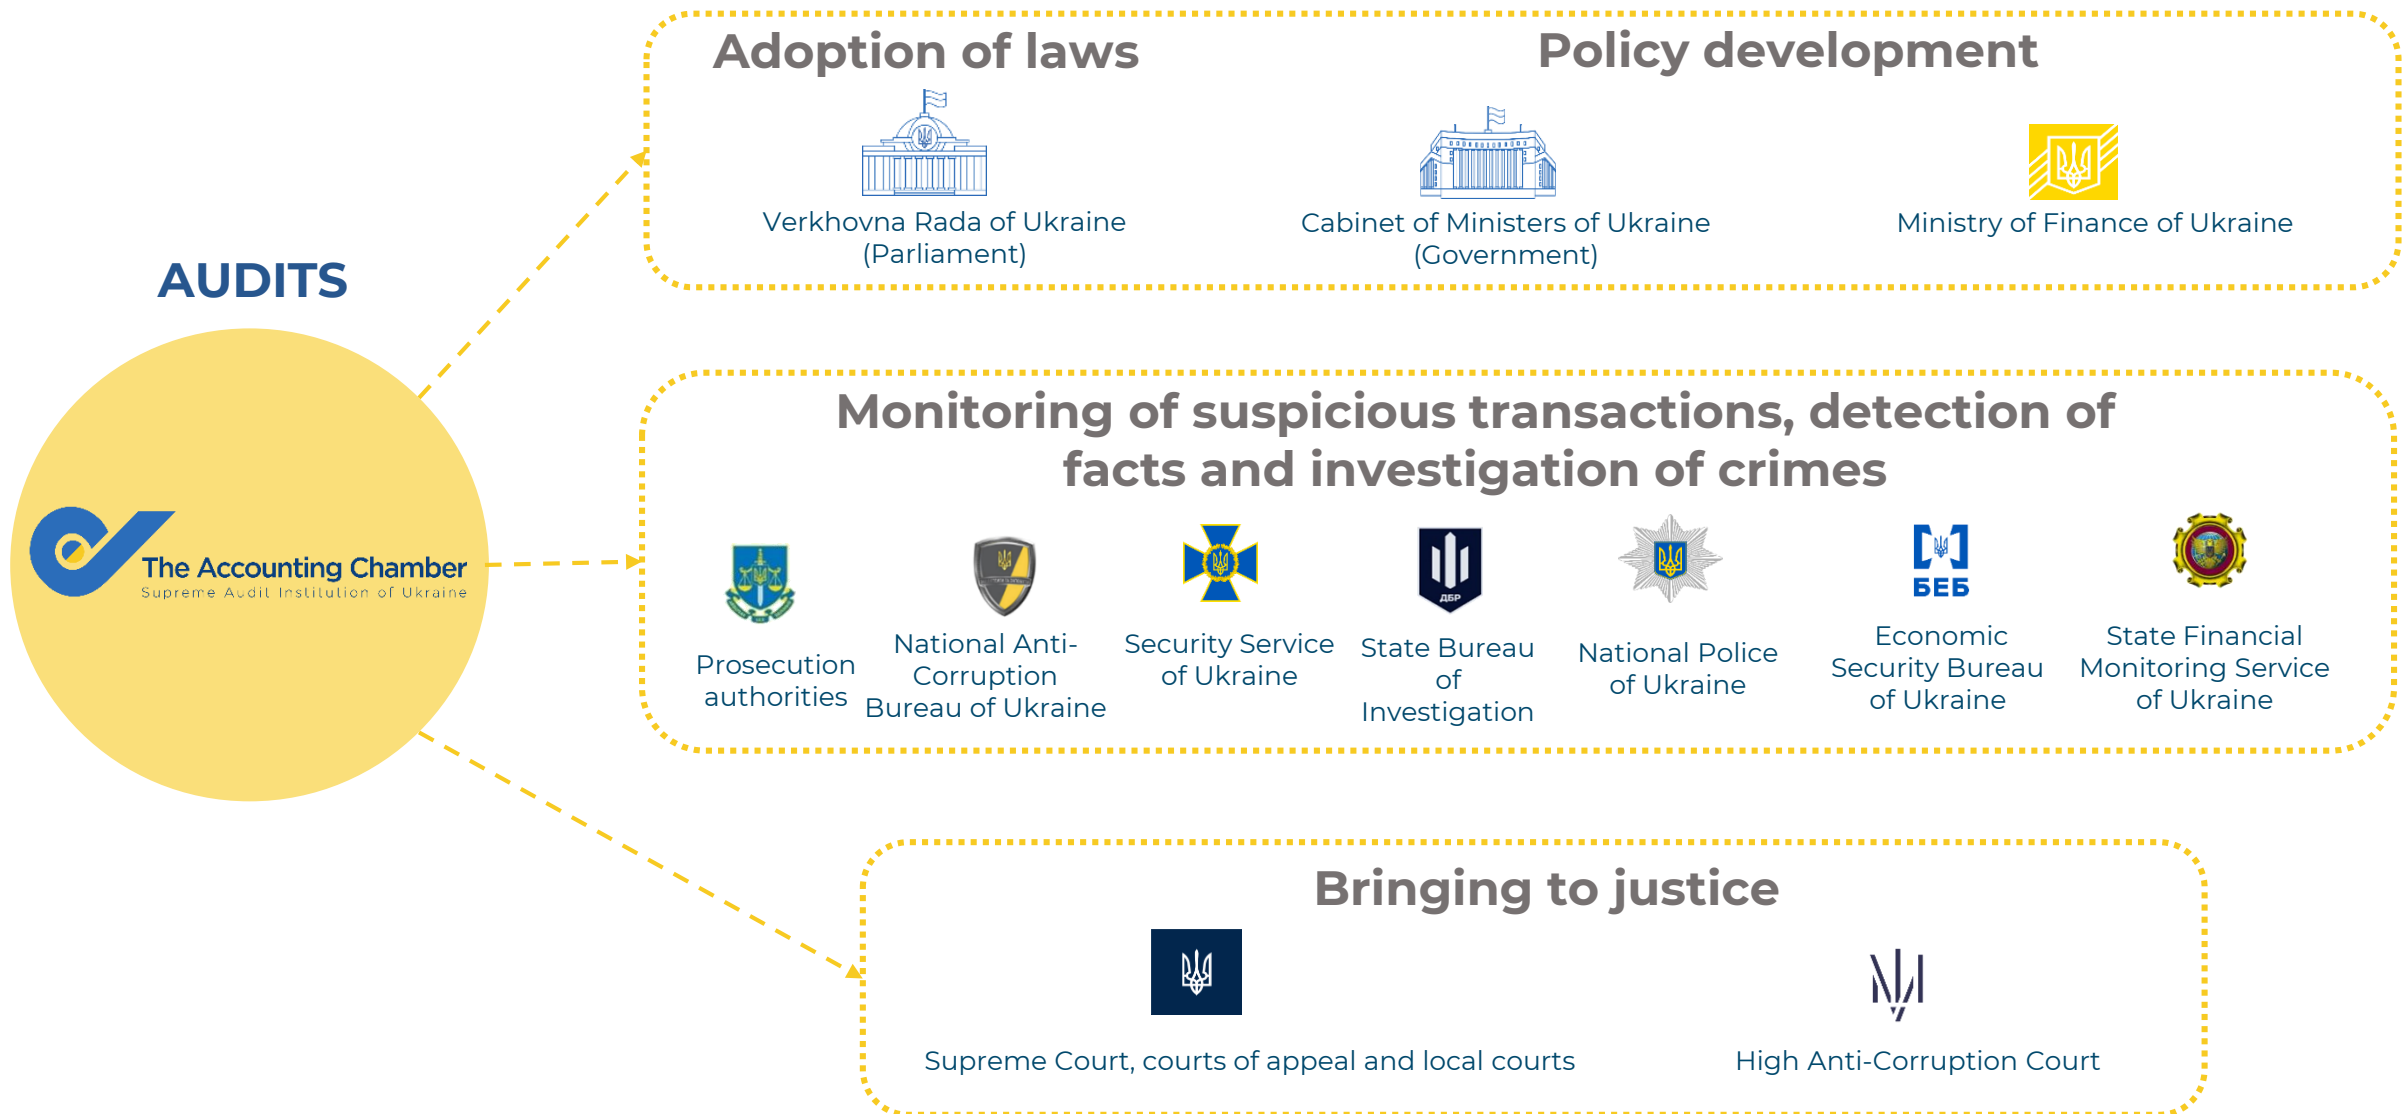 AUDITS
The Accounting Chamber
Supreme Audit Institution of Ukraine
Adoption of laws
Verkhovna Rada of Ukraine
(Parliament)
Policy development
Cabinet of Ministers of Ukraine
(Government)
Ministry of Finance of Ukraine
Monitoring of suspicious transactions, detection of
facts and investigation of crimes
Prosecution
authorities
National Anti-
Corruption
Bureau of Ukraine
Security Service
of Ukraine
ДБР
State Bureau
of
Investigation
National Police
of Ukraine
БЕБ
Economic
Security Bureau
of Ukraine
State Financial
Monitoring Service
of Ukraine
Bringing to justice
Supreme Court, courts of appeal and local courts
High Anti-Corruption Court